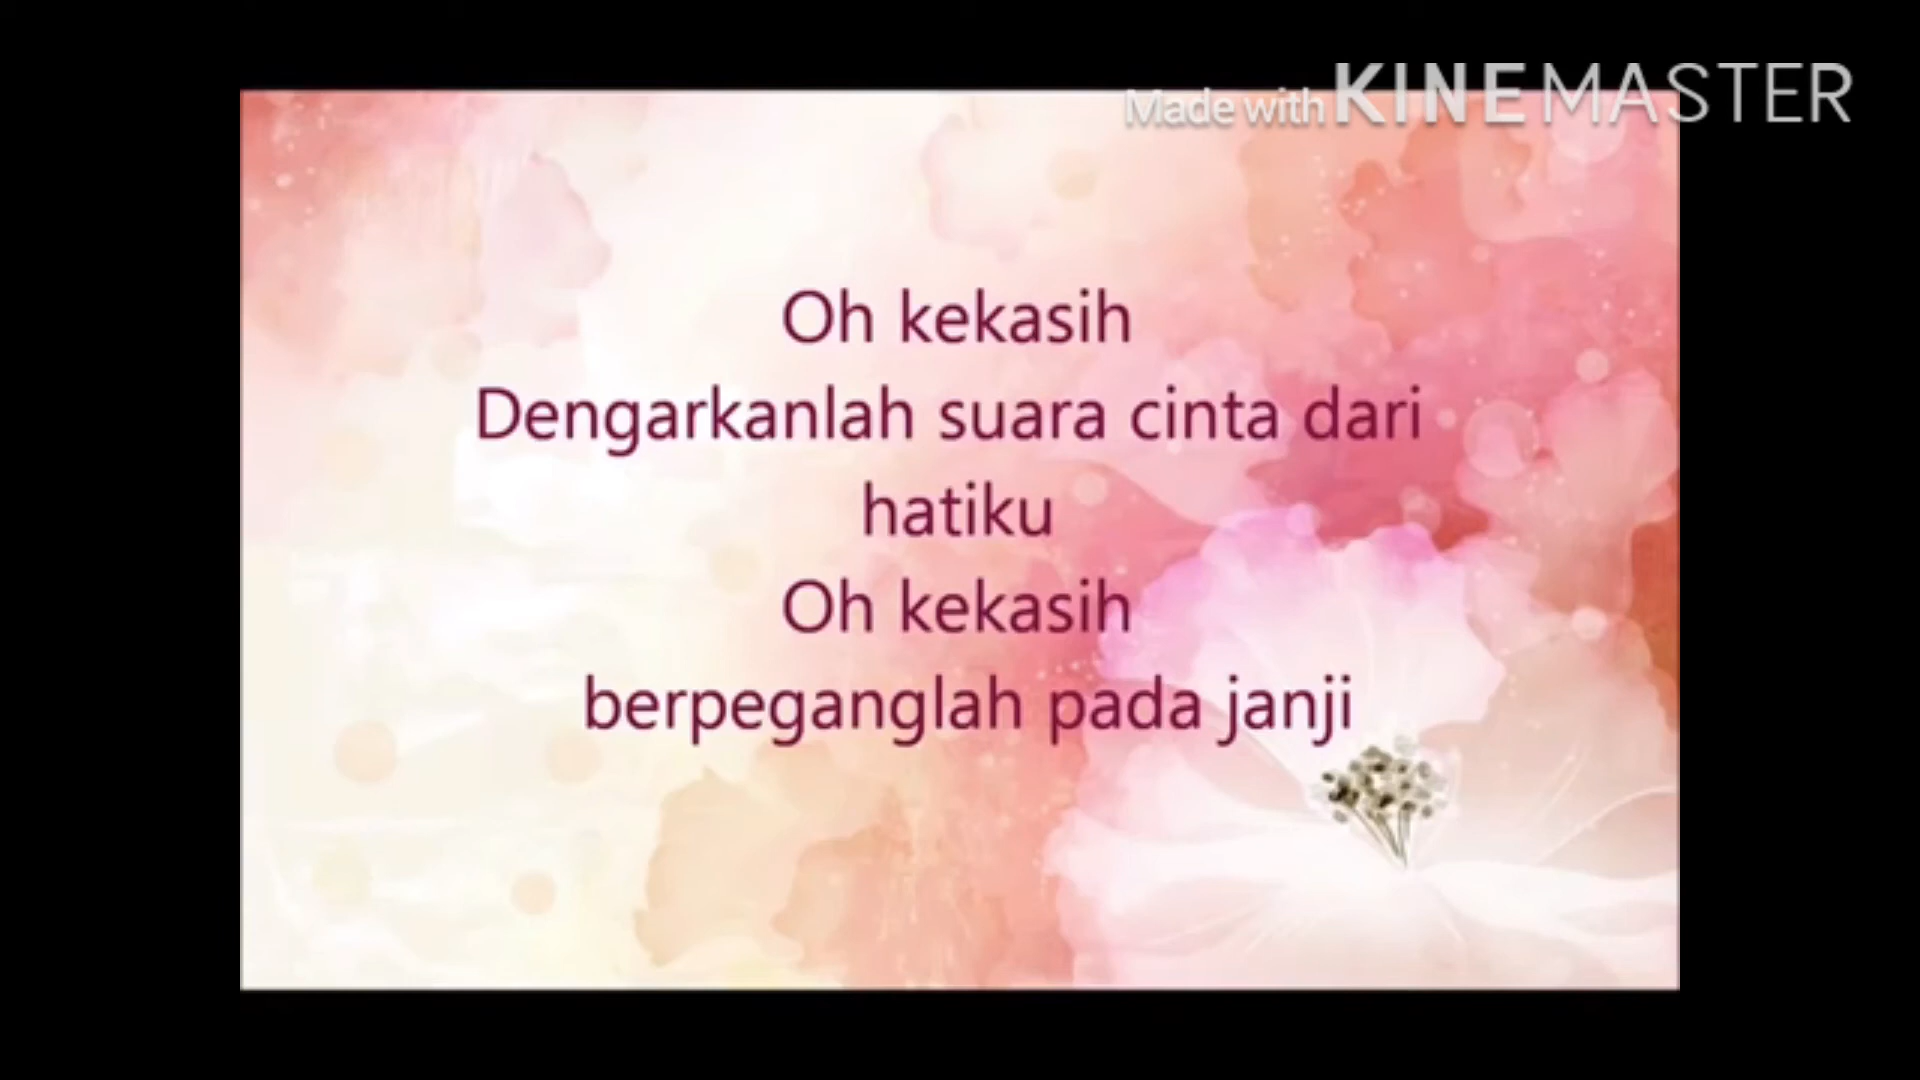 Made with KINEMASTER
Oh kekasih
Dengarkanlah suara cinta dari
hatiku
Oh kekasih
berpeganglah pada janji